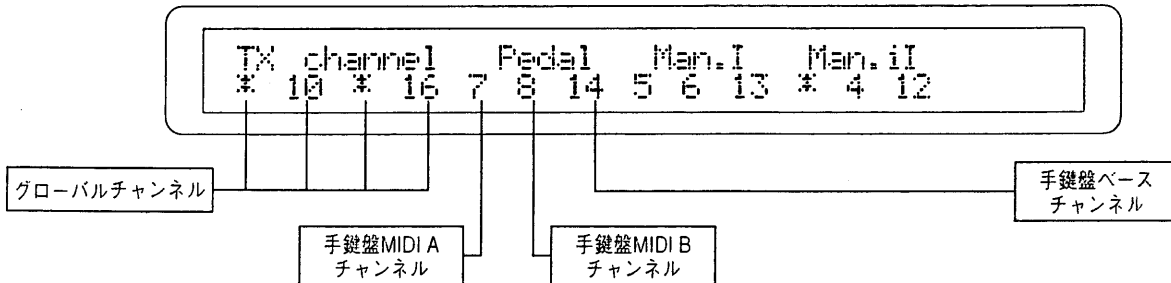 TX channel Pedal Man.I Man.iI
* 10 * 16 7 8 14 5 6 13 * 4 12
グローバルチャンネル
手鍵盤ベース
チャンネル
手鍵盤MIDI A
チャンネル
手鍵盤MIDI B
チャンネル